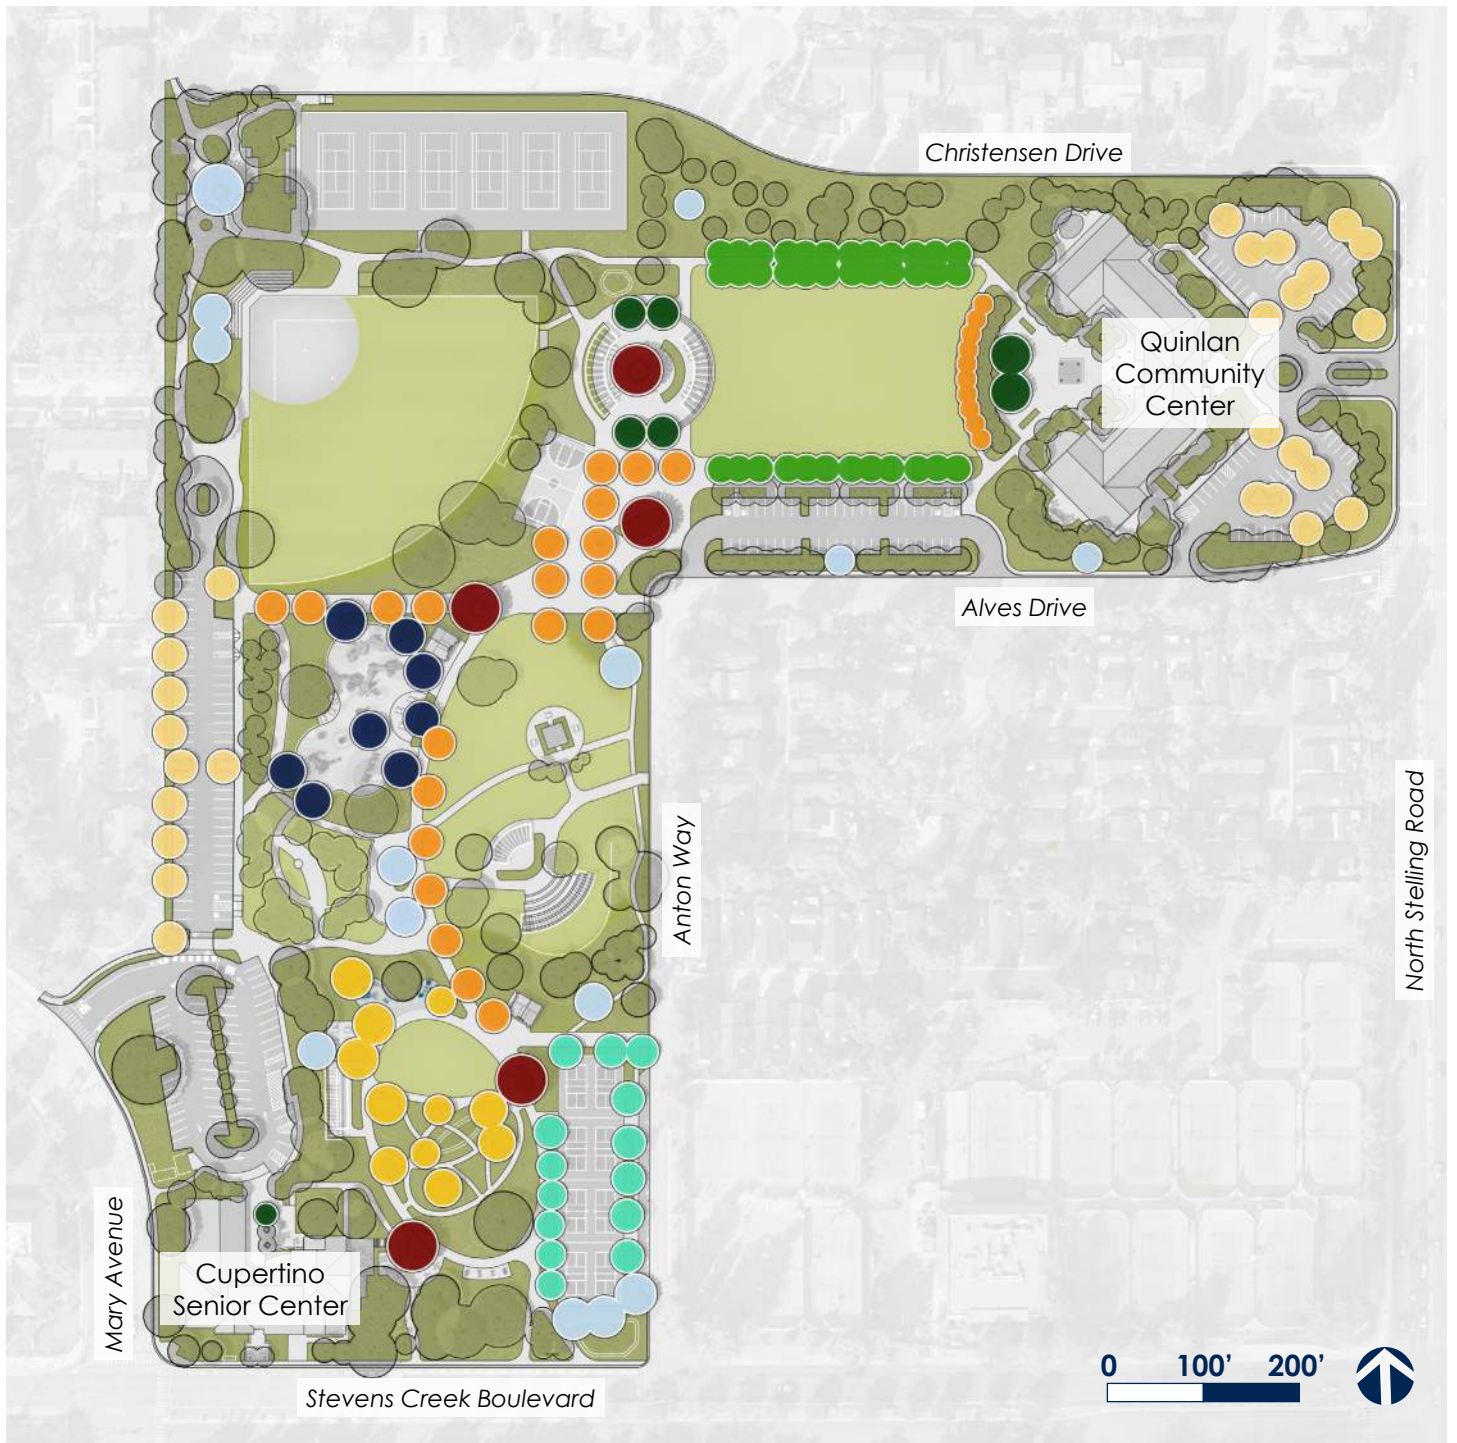 Christensen Drive
Quinlan
Community
Center
Alves Drive
Anton Way
North Stelling Road
Mary Avenue
Cupertino
Senior Center
Stevens Creek Boulevard
0 100' 200'